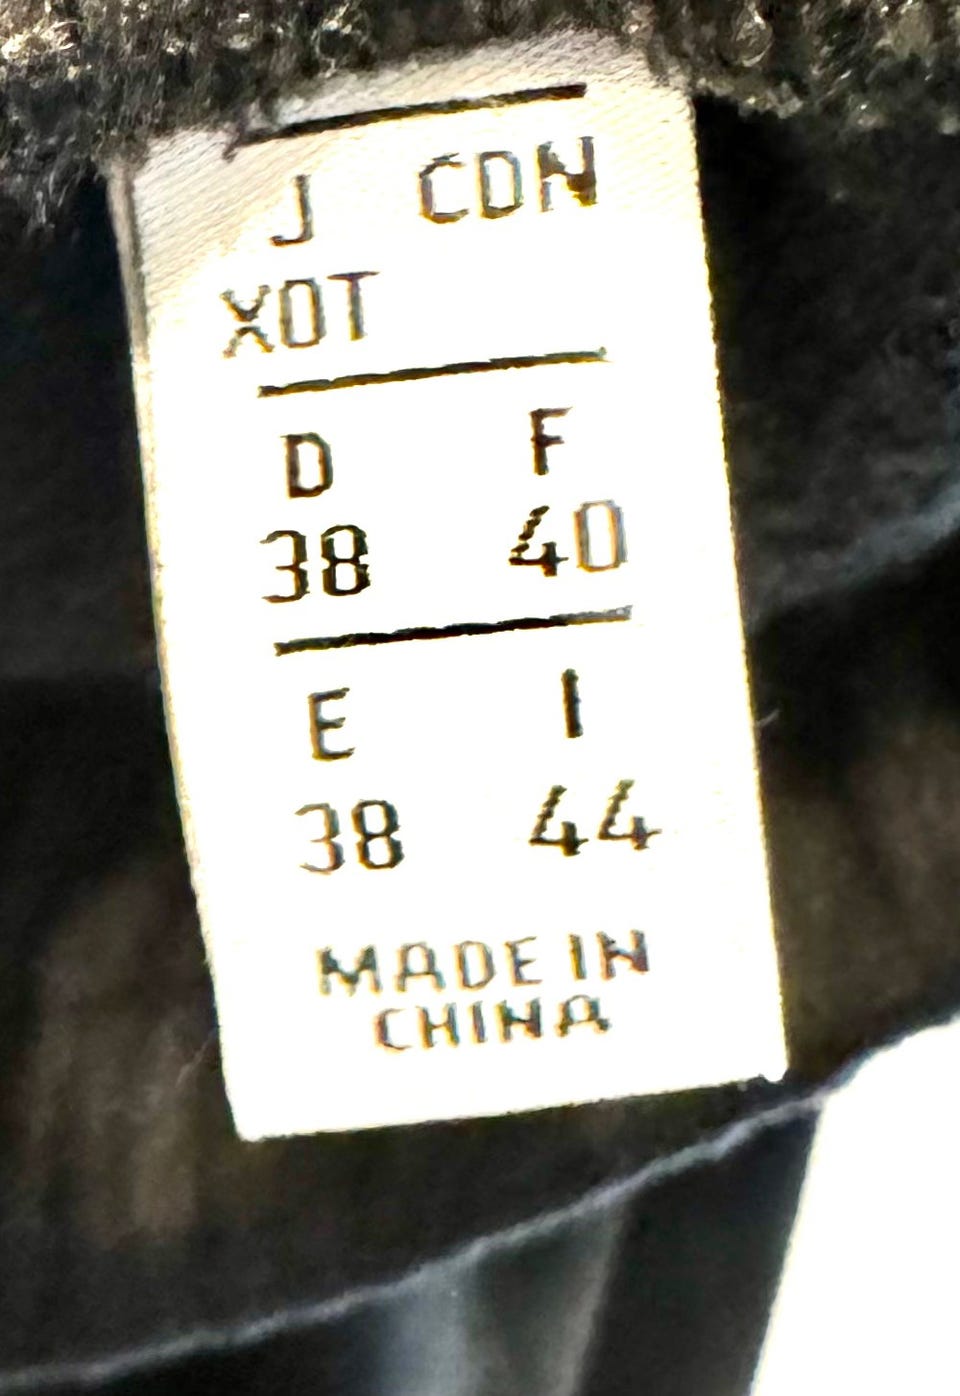 J CDN
XOT
D F
38 40
E I
38 44
MADE IN
CHINA